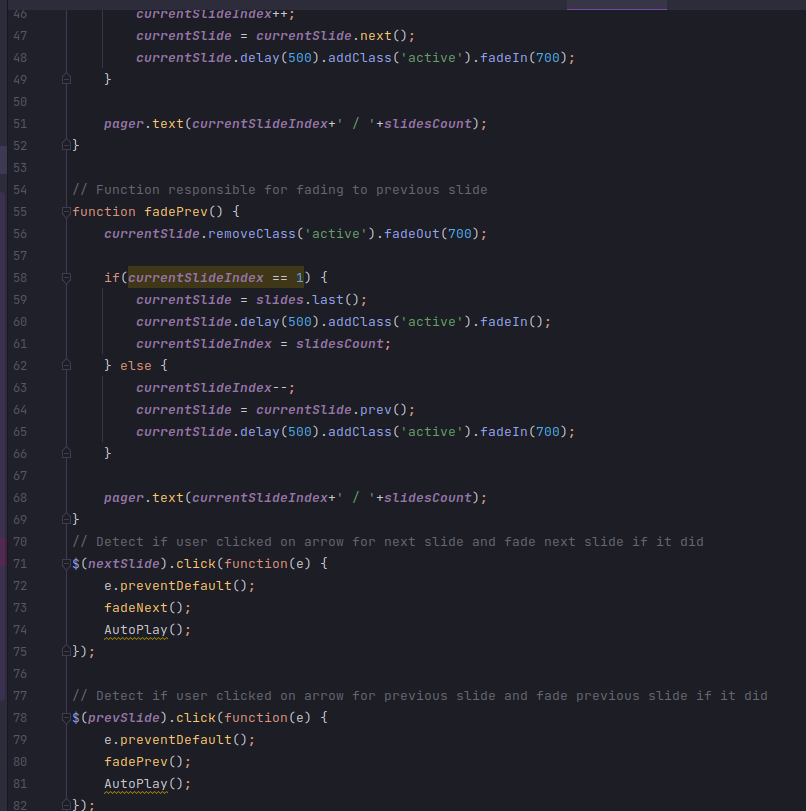 46 currentSlideIndex++;
47 currentSlide = currentSlide.next();
48 currentSlide.delay(500).addClass('active').fadeIn(700);
49 }
50
51 pager.text(currentSlideIndex+' / '+slidesCount);
52 }
53
54 // Function responsible for fading to previous slide
55 function fadePrev() {
56 currentSlide.removeClass('active').fadeOut(700);
57
58 if(currentSlideIndex == 1) {
59 currentSlide = slides.last();
60 currentSlide.delay(500).addClass('active').fadeIn();
61 currentSlideIndex = slidesCount;
62 } else {
63 currentSlideIndex--;
64 currentSlide = currentSlide.prev();
65 currentSlide.delay(500).addClass('active').fadeIn(700);
66 }
67
68 pager.text(currentSlideIndex+' / '+slidesCount);
69 }
70 // Detect if user clicked on arrow for next slide and fade next slide if it did
71 $(nextSlide).click(function(e) {
72 e.preventDefault();
73 fadeNext();
74 AutoPlay();
75 });
76
77 // Detect if user clicked on arrow for previous slide and fade previous slide if it did
78 $(prevSlide).click(function(e) {
79 e.preventDefault();
80 fadePrev();
81 AutoPlay();
82 });